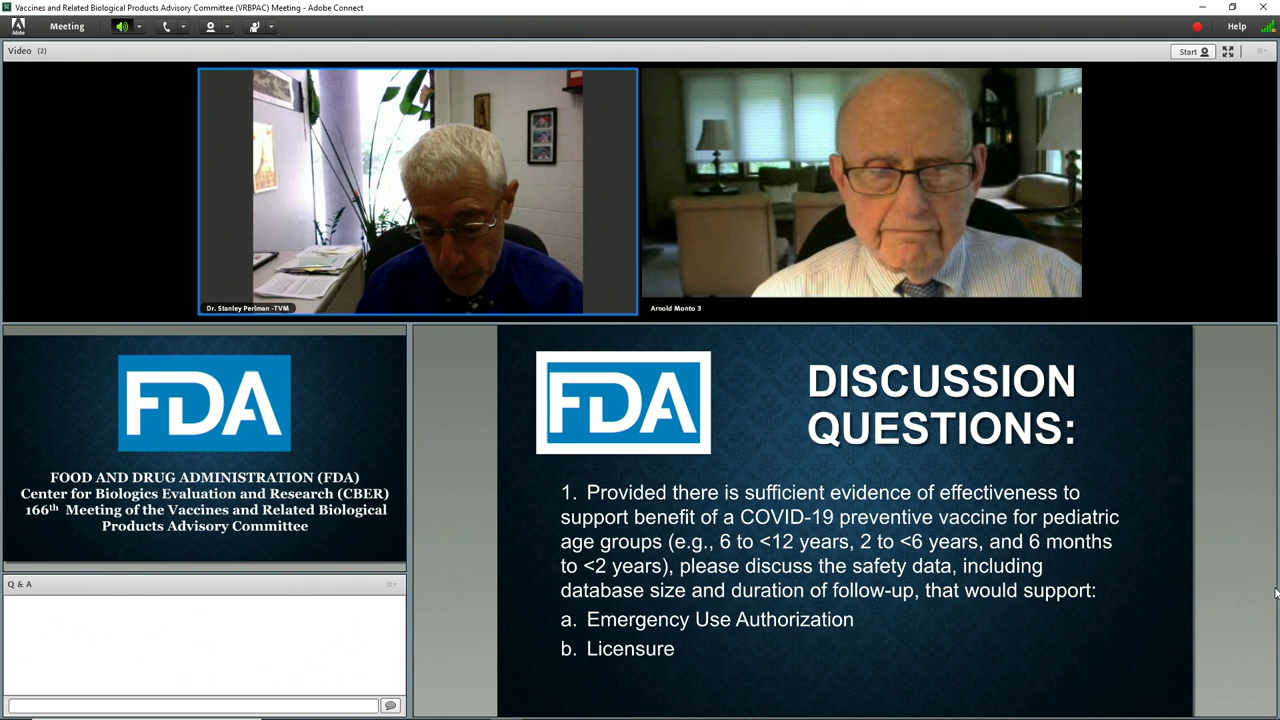 Vaccines and Related Biological Products Advisory Committee (VRBPAC) Meeting - Adobe Connect
Adobe
Meeting
Help
Video (2)
Start
Dr. Stanley Perlman -TVM
Arnold Monto 3
FDA
FOOD AND DRUG ADMINISTRATION (FDA)
Center for Biologics Evaluation and Research (CBER)
166th Meeting of the Vaccines and Related Biological
Products Advisory Committee
Q & A
FDA
DISCUSSION
QUESTIONS:
1. Provided there is sufficient evidence of effectiveness to
support benefit of a COVID-19 preventive vaccine for pediatric
age groups (e.g., 6 to <12 years, 2 to <6 years, and 6 months
to <2 years), please discuss the safety data, including
database size and duration of follow-up, that would support:
a. Emergency Use Authorization
b. Licensure